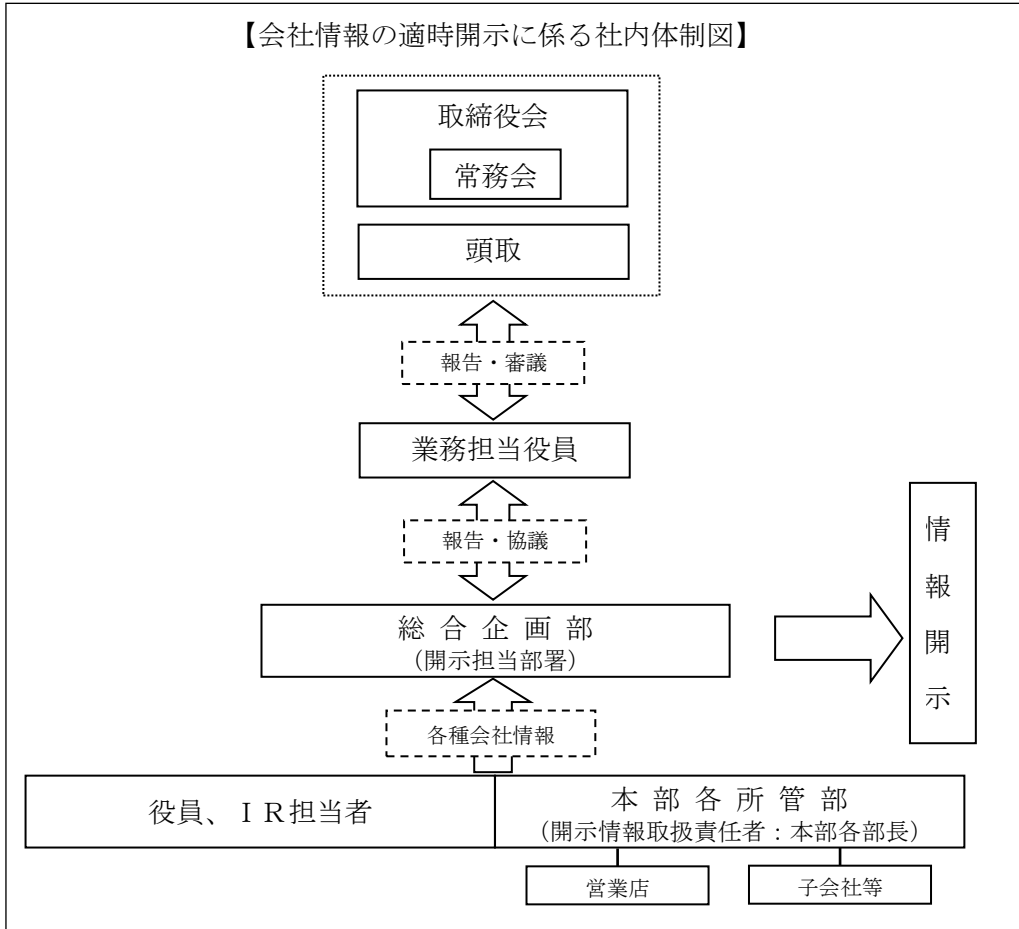 【会社情報の適時開示に係る社内体制図】
取締役会
常務会
頭取
報告・審議
業務担当役員
報告・協議
総合企画部
（開示担当部署）
情報開示
各種会社情報
役員、ＩＲ担当者
本部各所管部
（開示情報取扱責任者：本部各部長）
営業店
子会社等